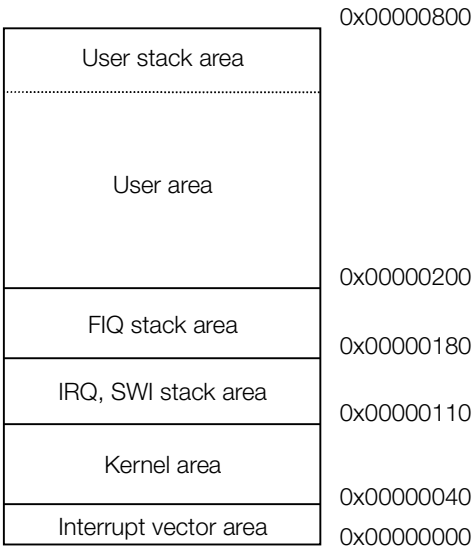 0x00000800
User stack area
User area
0x00000200
FIQ stack area
0x00000180
IRQ, SWI stack area
0x00000110
Kernel area
0x00000040
Interrupt vector area
0x00000000